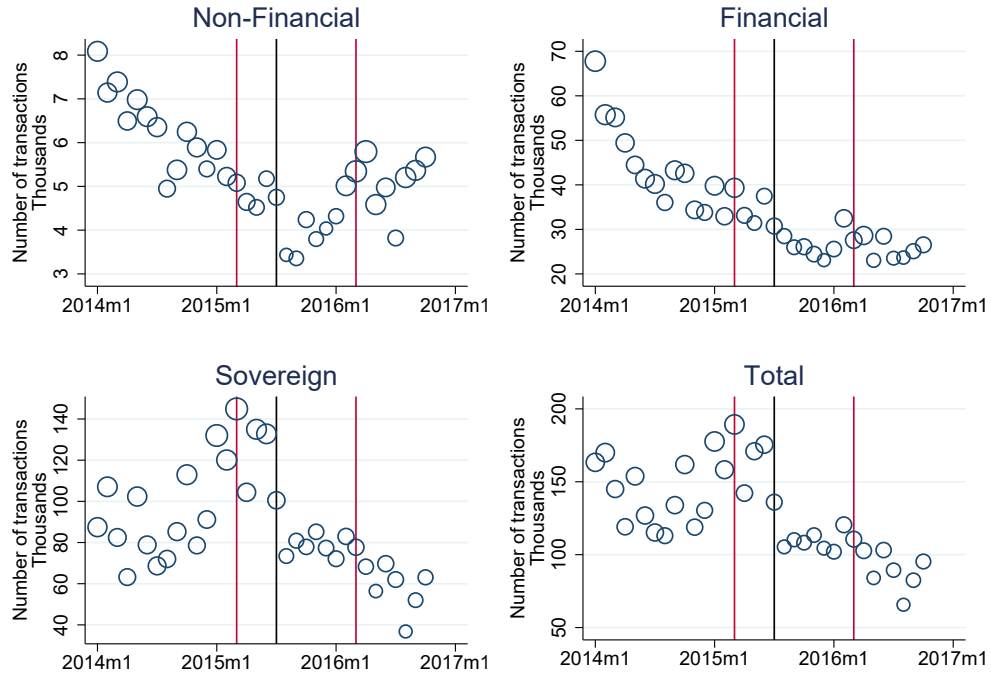 Non-Financial
Number of transactions
Thousands
8
7
6
5
4
3
2014m1 2015m1 2016m1 2017m1
Financial
Number of transactions
Thousands
70
60
50
40
30
20
2014m1 2015m1 2016m1 2017m1
Sovereign
Number of transactions
Thousands
140
120
100
80
60
40
2014m1 2015m1 2016m1 2017m1
Total
Number of transactions
Thousands
200
150
100
50
2014m1 2015m1 2016m1 2017m1